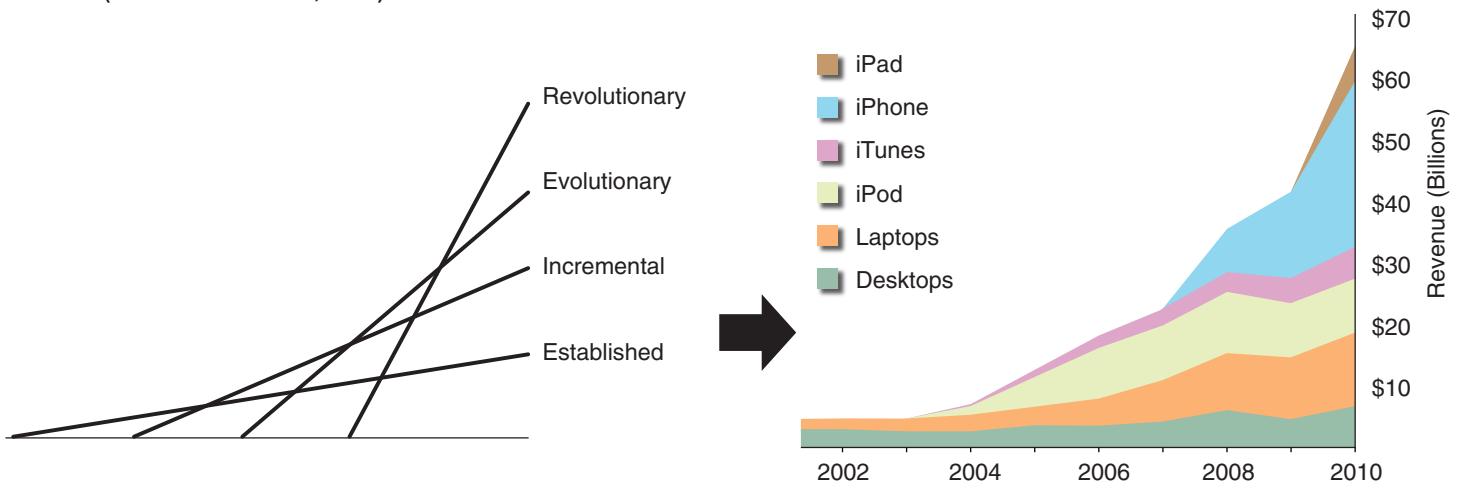 Revolutionary
Evolutionary
Incremental
Established
iPad
iPhone
iTunes
iPod
Laptops
Desktops
$70
$60
$50
$40
$30
$20
$10
Revenue (Billions)
2002
2004
2006
2008
2010